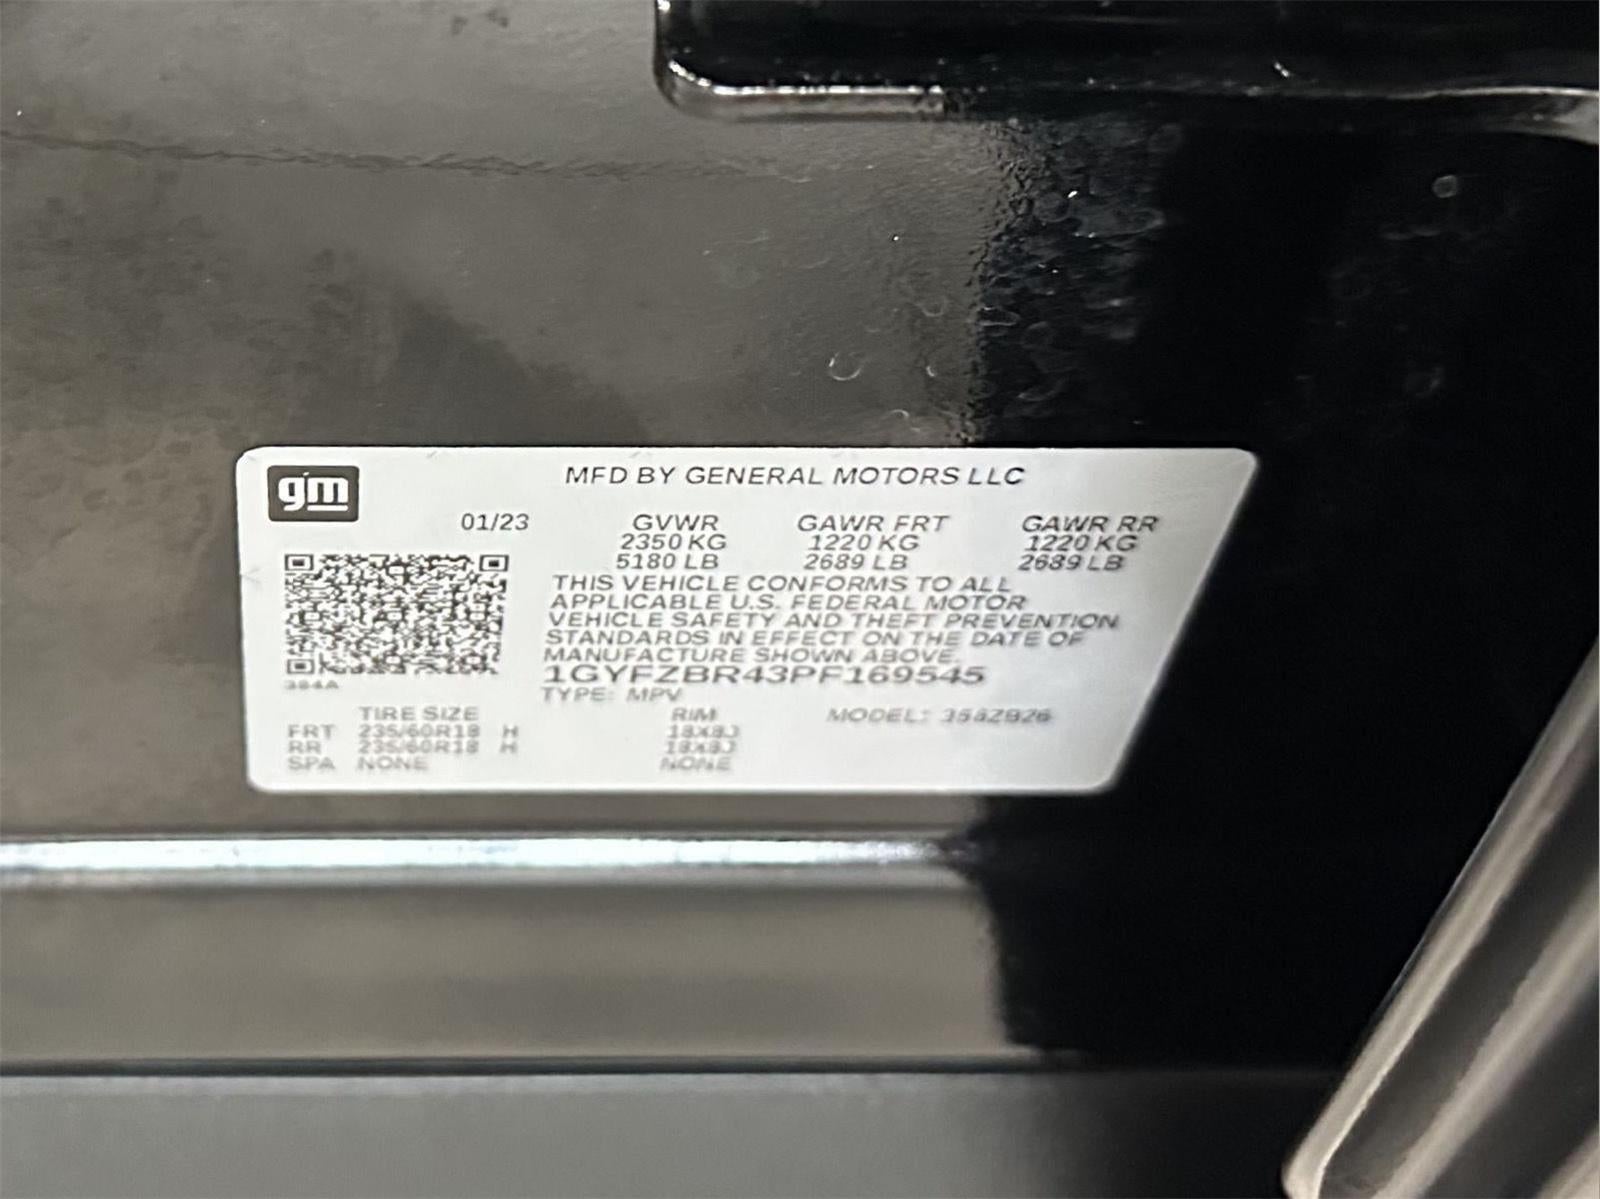 gm
MFD BY GENERAL MOTORS LLC
01/23 GVWR GAWR FRT GAWR RR
2350 KG 1220 KG 1220 KG
5180 LB 2689 LB 2689 LB
THIS VEHICLE CONFORMS TO ALL
APPLICABLE U.S. FEDERAL MOTOR
VEHICLE SAFETY AND THEFT PREVENTION
STANDARDS IN EFFECT ON THE DATE OF
MANUFACTURE SHOWN ABOVE.
1GYFZBR43PF169545
TYPE: MPV
TIRE SIZE RIM MODEL:
FRT 235/60R18 H 18X8J
RR 235/60R18 H 18X8J
SPA NONE NONE